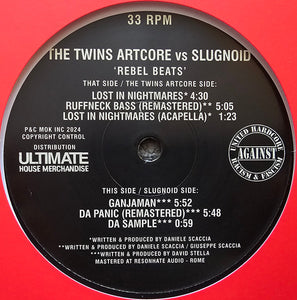 33 RPM
THE TWINS ARTCORE vs SLUGNOID
'REBEL BEATS'
THAT SIDE / THE TWINS ARTCORE SIDE:
LOST IN NIGHTMARES* 4:30
RUFFNECK BASS (REMASTERED)** 5:05
LOST IN NIGHTMARES (ACAPELLA)* 1:23
P&C MDK INC 2024
COPYRIGHT CONTROL
DISTRIBUTION
ULTIMATE
HOUSE MERCHANDISE
UNITED HARDCORE
AGAINST
RACISM & FASCISM
THIS SIDE / SLUGNOID SIDE:
GANJAMAN*** 5:52
DA PANIC (REMASTERED)*** 5:48
DA SAMPLE*** 0:59
*WRITTEN & PRODUCED BY DANIELE SCACCIA
**WRITTEN & PRODUCED BY DANIELE SCACCIA / GIUSEPPE SCACCIA
***WRITTEN & PRODUCED BY DAVID STELLA
MASTERED AT RESONHATE AUDIO - ROME